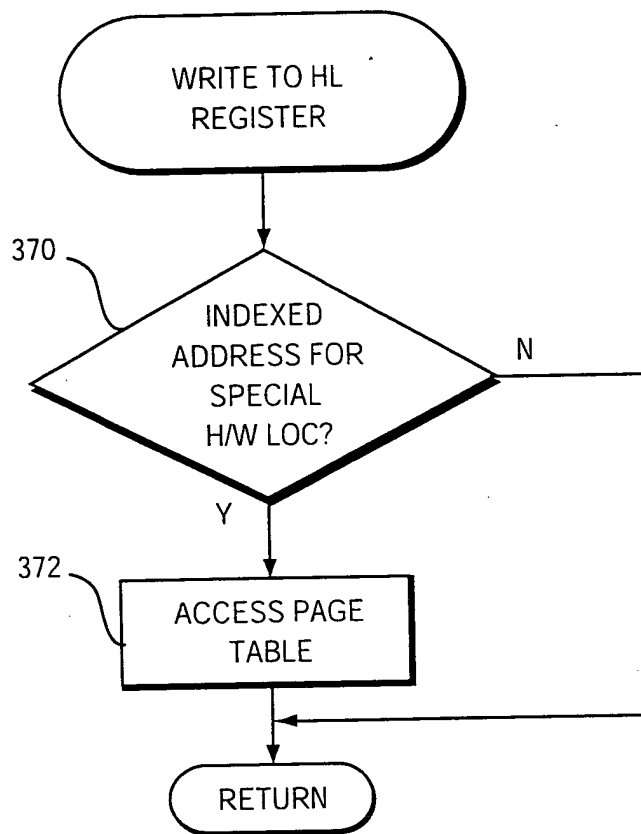 WRITE TO HL
REGISTER
370
INDEXED
ADDRESS FOR
SPECIAL
H/W LOC?
N
Y
372
ACCESS PAGE
TABLE
RETURN